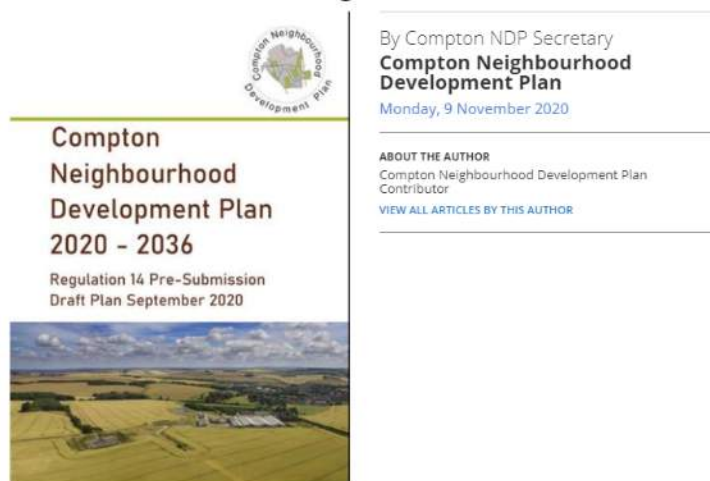 Compton Neighbourhood
Development Plan
Compton
Neighbourhood
Development Plan
2020 - 2036
Regulation 14 Pre-Submission
Draft Plan September 2020
By Compton NDP Secretary
Compton Neighbourhood
Development Plan
Monday, 9 November 2020
ABOUT THE AUTHOR
Compton Neighbourhood Development Plan
Contributor
VIEW ALL ARTICLES BY THIS AUTHOR